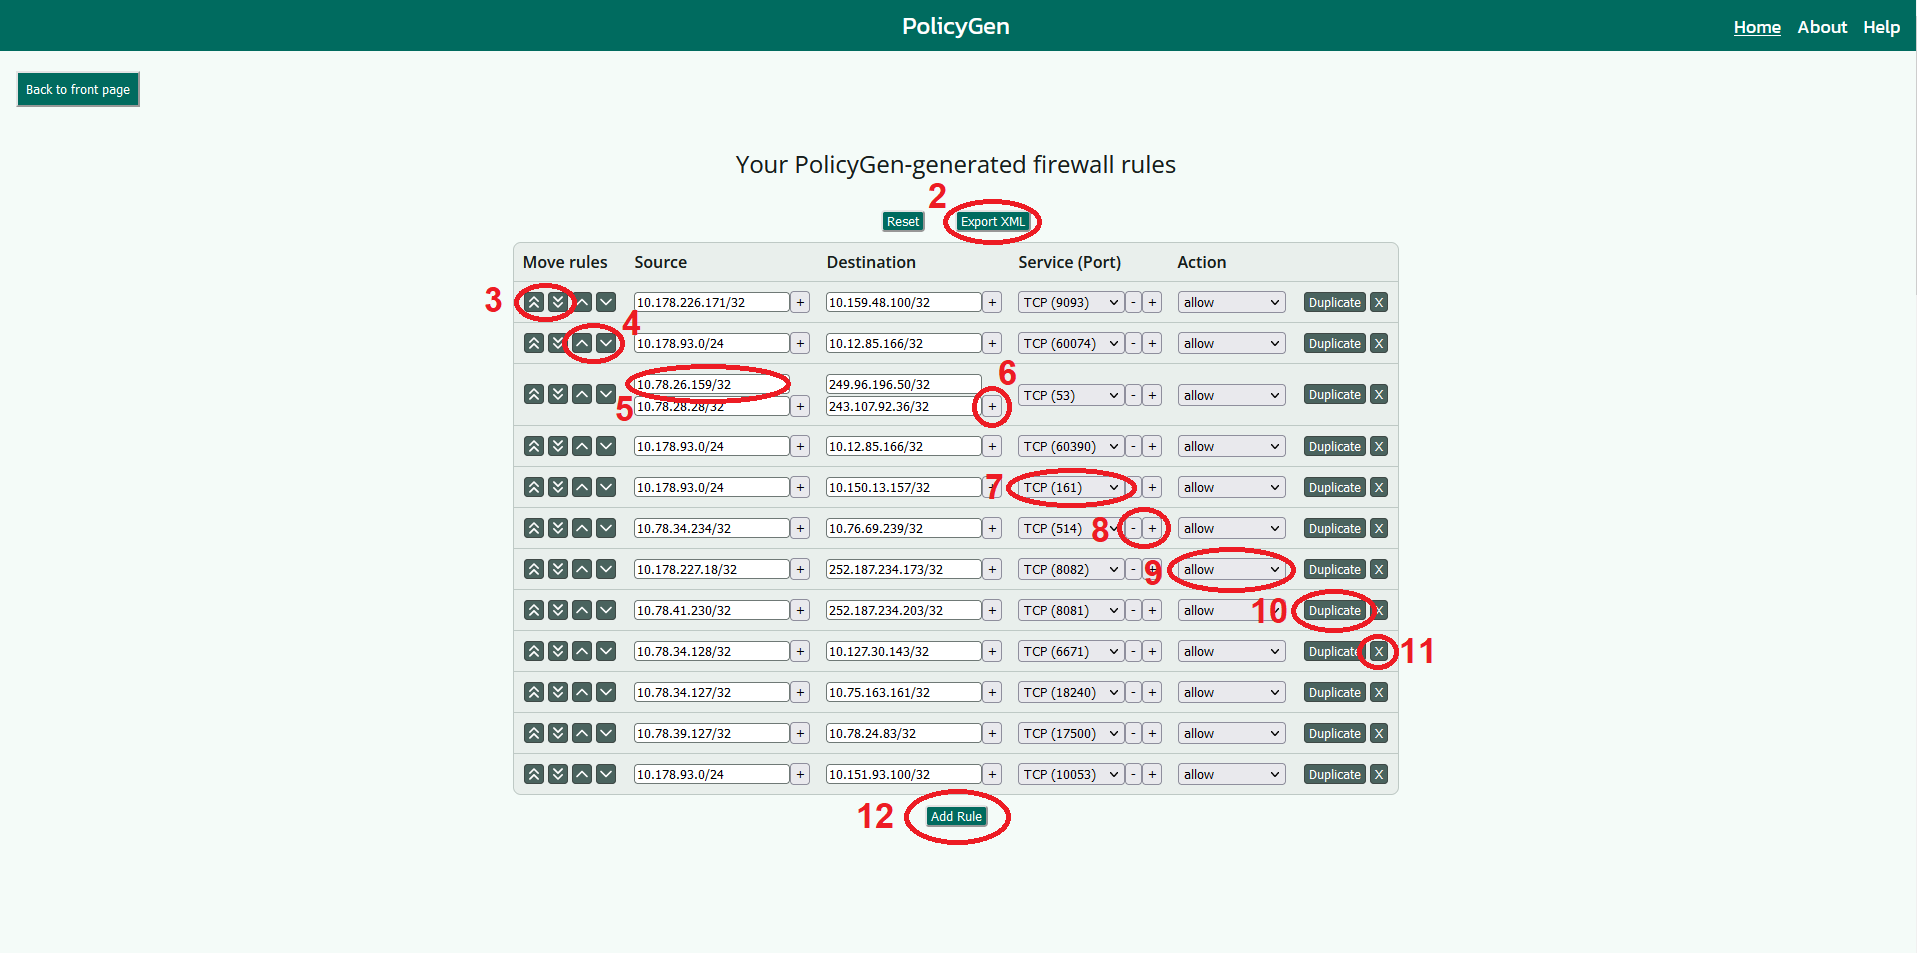 PolicyGen
Home About Help
Back to front page
Your PolicyGen-generated firewall rules
2
Reset Export XML
Move rules Source Destination Service (Port) Action
3 10.178.226.171/32 + 10.159.48.100/32 + TCP (9093) - + allow Duplicate X
4 10.178.93.0/24 + 10.12.85.166/32 + TCP (60074) - + allow Duplicate X
10.78.26.159/32 249.96.196.50/32 6
5 10.78.28.28/32 + 243.107.92.36/32 + TCP (53) - + allow Duplicate X
10.178.93.0/24 + 10.12.85.166/32 + TCP (60390) - + allow Duplicate X
10.178.93.0/24 + 10.150.13.157/32 + 7 TCP (161) - + allow Duplicate X
10.78.34.234/32 + 10.76.69.239/32 + TCP (514) 8 - + allow Duplicate X
10.178.227.18/32 + 252.187.234.173/32 + TCP (8082) - + 9 allow Duplicate X
10.78.41.230/32 + 252.187.234.203/32 + TCP (8081) - + allow 10 Duplicate X
10.78.34.128/32 + 10.127.30.143/32 + TCP (6671) - + allow Duplicate X 11
10.78.34.127/32 + 10.75.163.161/32 + TCP (18240) - + allow Duplicate X
10.78.39.127/32 + 10.78.24.83/32 + TCP (17500) - + allow Duplicate X
10.178.93.0/24 + 10.151.93.100/32 + TCP (10053) - + allow Duplicate X
12 Add Rule